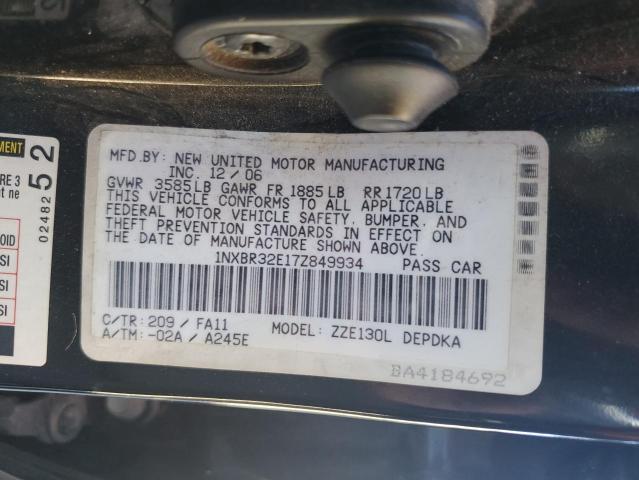 MFD.BY: NEW UNITED MOTOR MANUFACTURING
INC. 12/06
GVWR 3585LB GAWR FR 1885LB RR1720LB
THIS VEHICLE CONFORMS TO ALL APPLICABLE
FEDERAL MOTOR VEHICLE SAFETY, BUMPER, AND
THEFT PREVENTION STANDARDS IN EFFECT ON
THE DATE OF MANUFACTURE SHOWN ABOVE.
1NXBR32E17Z849934 PASS CAR
C/TR: 209 / FA11 MODEL: ZZE130L DEPDKA
A/TM: -02A / A245E
BA4184692
02482 52